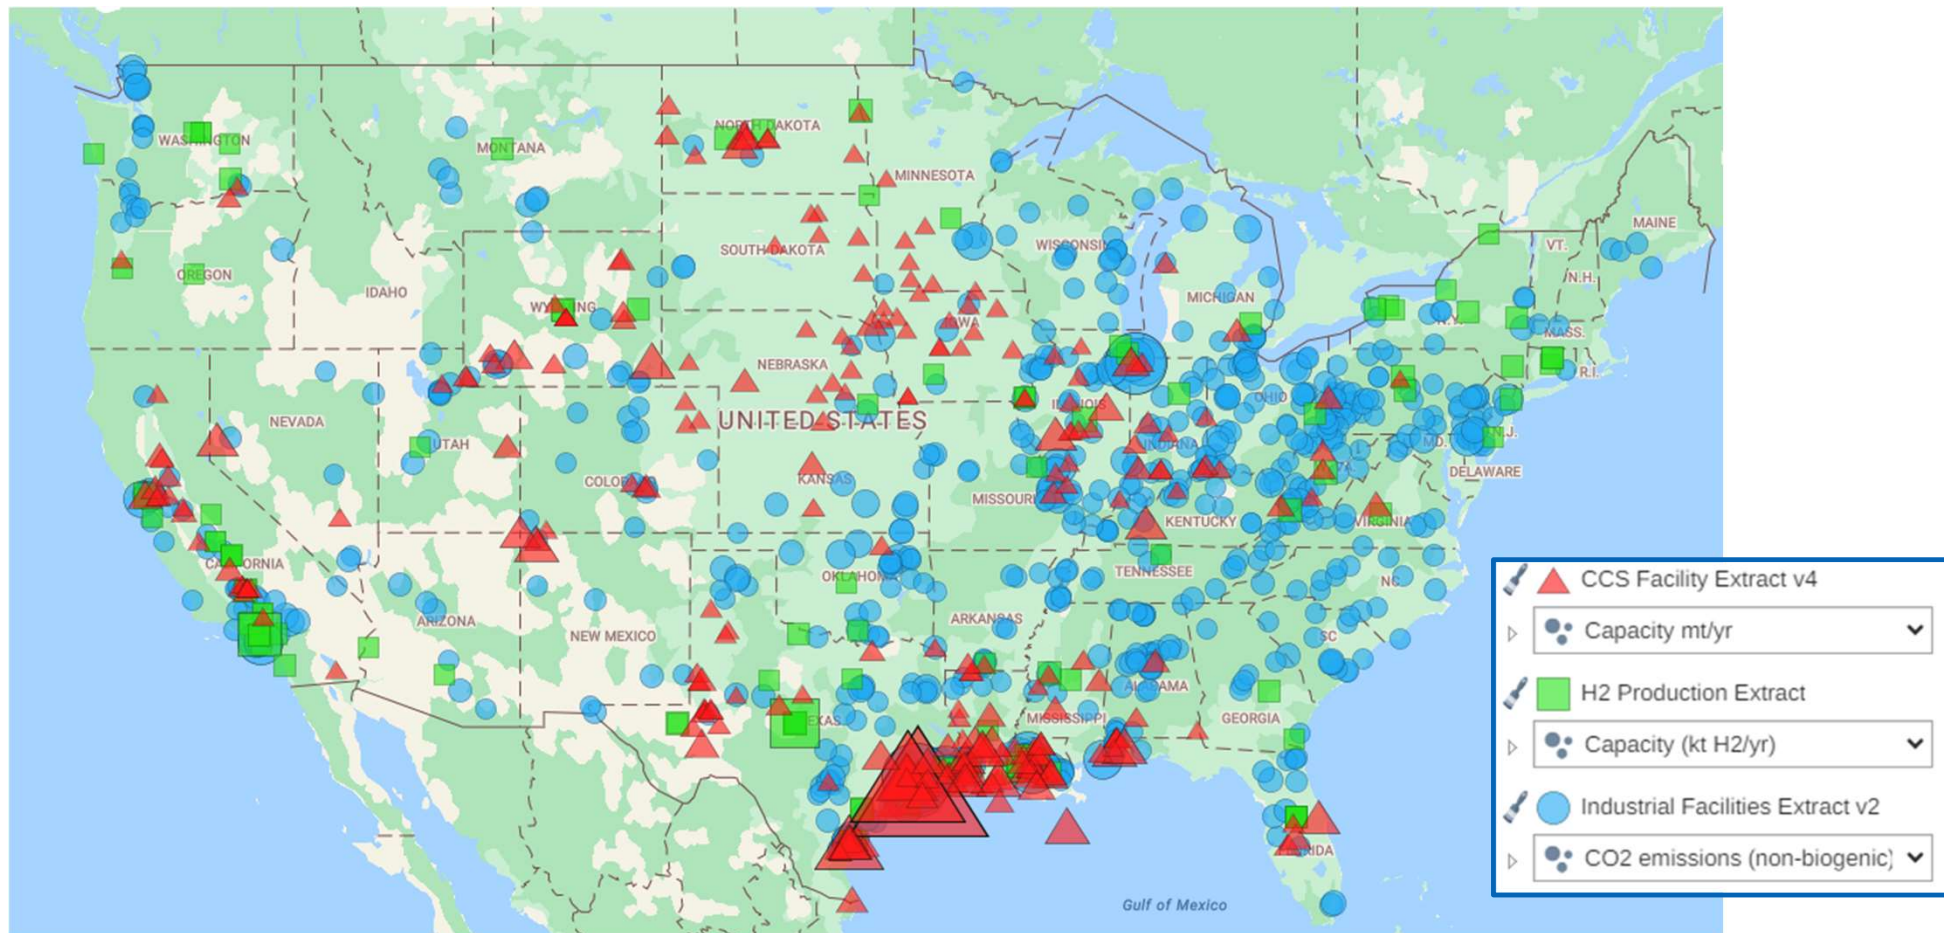 WASHINGTON
MONTANA
NORTH DAKOTA
MINNESOTA
MAINE
OREGON
IDAHO
WYOMING
SOUTH DAKOTA
WISCONSIN
MICHIGAN
VT.
N.H.
N.Y.
MASS.
R.I.
IOWA
NEBRASKA
NEVADA
UTAH
UNITED STATES
ILLINOIS
INDIANA
OHIO
MD.
N.J.
DELAWARE
COLORADO
KANSAS
MISSOURI
KENTUCKY
VIRGINIA
CALIFORNIA
ARIZONA
NEW MEXICO
OKLAHOMA
ARKANSAS
TENNESSEE
NC
SC
TEXAS
MISSISSIPPI
ALABAMA
GEORGIA
FLORIDA
Gulf of Mexico
CCS Facility Extract v4
Capacity mt/yr
H2 Production Extract
Capacity (kt H2/yr)
Industrial Facilities Extract v2
CO2 emissions (non-biogenic)